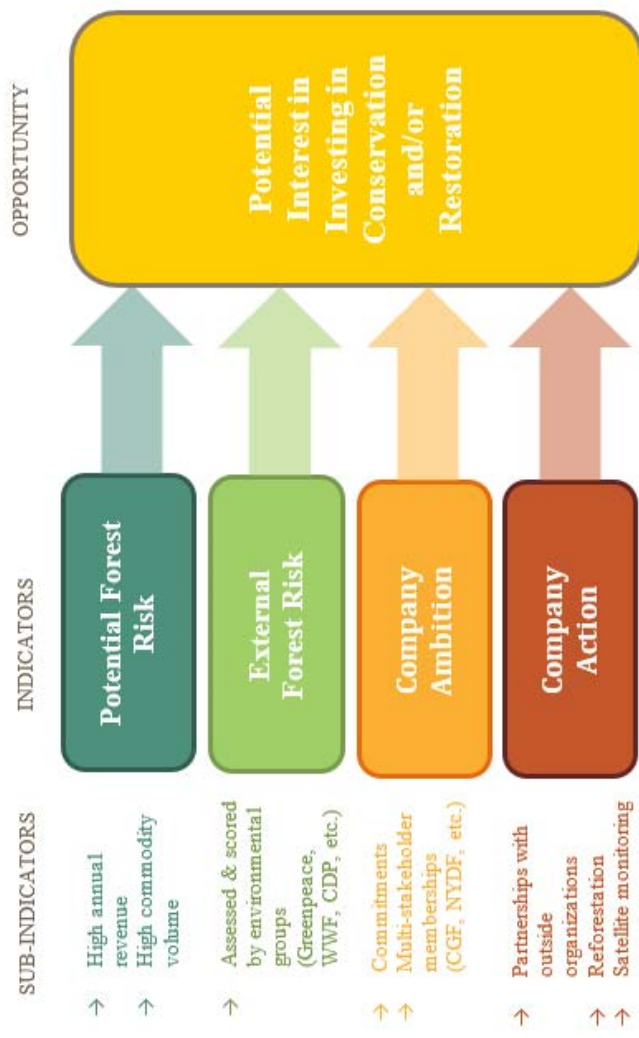 SUB-INDICATORS
INDICATORS
OPPORTUNITY
→ High annual
revenue
→ High commodity
volume
Potential Forest
Risk
→ Assessed & scored
by environmental
groups
(Greenpeace,
WWF, CDP, etc.)
External
Forest Risk
→ Commitments
→ Multi-stakeholder
memberships
(CGF, NYDF, etc.)
Company
Ambition
→ Partnerships with
outside
organizations
→ Reforestation
→ Satellite monitoring
Company
Action
Potential
Interest in
Investing in
Conservation
and/or
Restoration